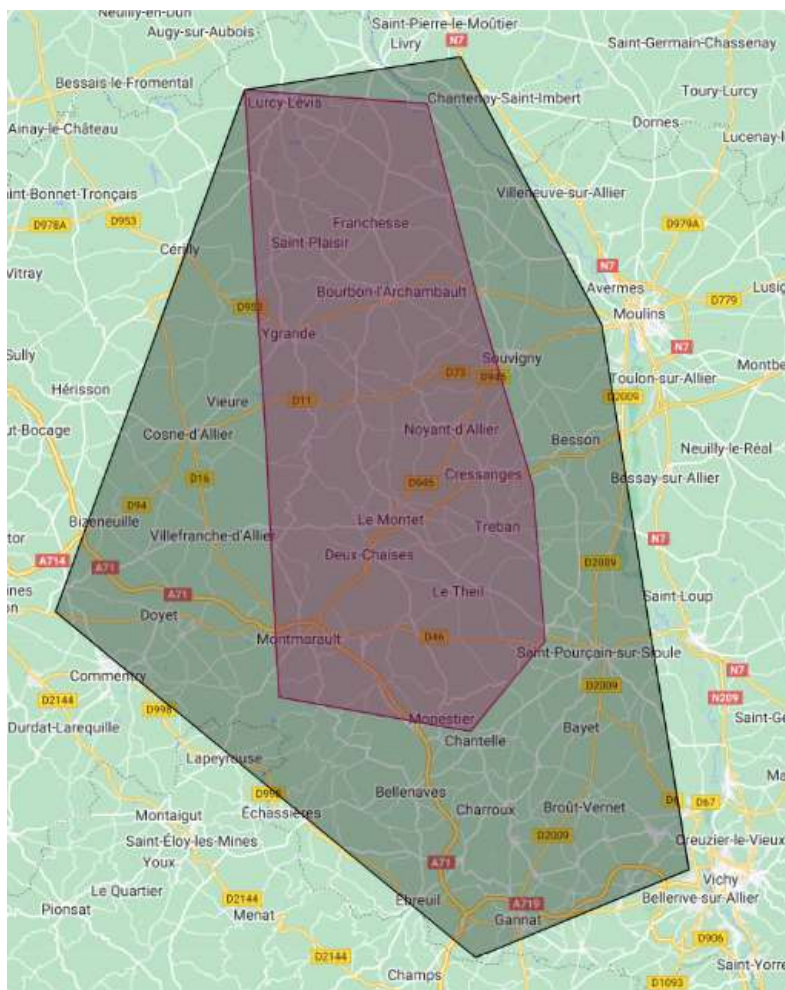 Neuilly-en-Dun
Saint-Pierre-le-Moûtier
Augy-sur-Aubois
Livry
N7
Saint-Germain-Chassenay
Bessais-le-Fromental
Toury-Lurcy
Lurcy-Lévis
Chantenay-Saint-Imbert
Ainay-le-Château
Dornes
Lucenay-l
int-Bonnet-Tronçais
Villeneuve-sur-Allier
D978A
D953
Franchesse
D979A
Cérilly
Saint-Plaisir
Vitray
N7
Avermes
Lusig
Bourbon-l'Archambault
D953
D779
Moulins
Ygrande
Sully
N7
Souvigny
Montbe
D73
D945
Toulon-sur-Allier
Hérisson
Vieure
D11
D2009
ut-Bocage
Cosne-d'Allier
Noyant-d'Allier
Besson
Neuilly-le-Réal
D16
D945
Cressanges
Bessay-sur-Allier
D94
Bizeneuille
Le Montet
Treban
Villefranche-d'Allier
tor
N7
A714
A71
Deux-Chaises
D2009
nes
A71
Le Theil
Saint-Loup
on
Doyet
Montmarault
D46
Saint-Pourçain-sur-Sioule
Commentry
N7
D2144
D998
D2009
N209
Durdat-Larequille
Monestier
Bayet
Saint-Ge
Chantelle
Lapeyrouse
Ma
Bellenaves
D998
Échassières
Charroux
Broût-Vernet
D6
D67
Montaigut
Saint-Éloy-les-Mines
D2009
Creuzier-le-Vieux
Youx
A71
Le Quartier
D2144
Ébreuil
A719
Vichy
Bellerive-sur-Allier
Pionsat
Menat
Gannat
D906
D2144
Champs
Saint-Yorre
D1093